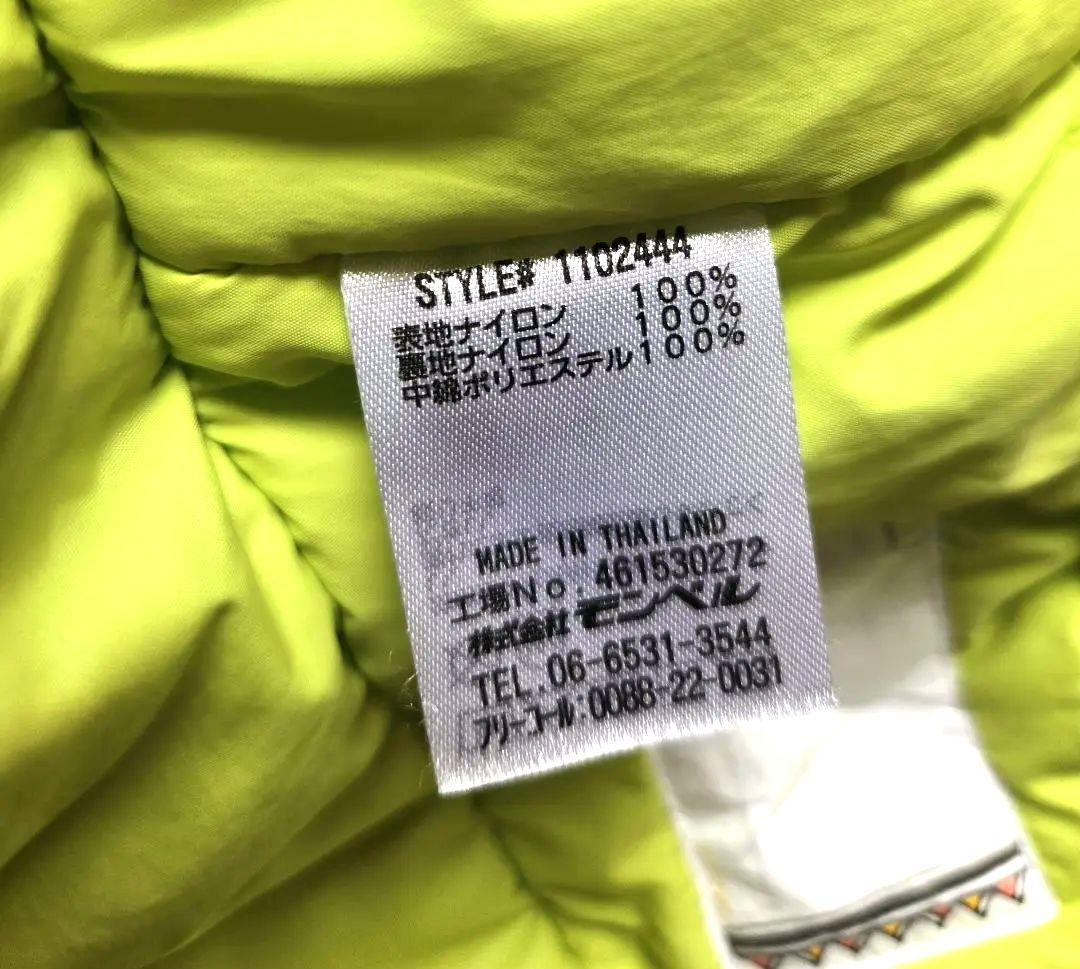 STYLE# 1102444
表地ナイロン 100%
裏地ナイロン 100%
中綿ポリエステル100%
MADE IN THAILAND
工場No.461530272
株式会社 モンベル
TEL.06-6531-3544
フリーコール:0088-22-0031